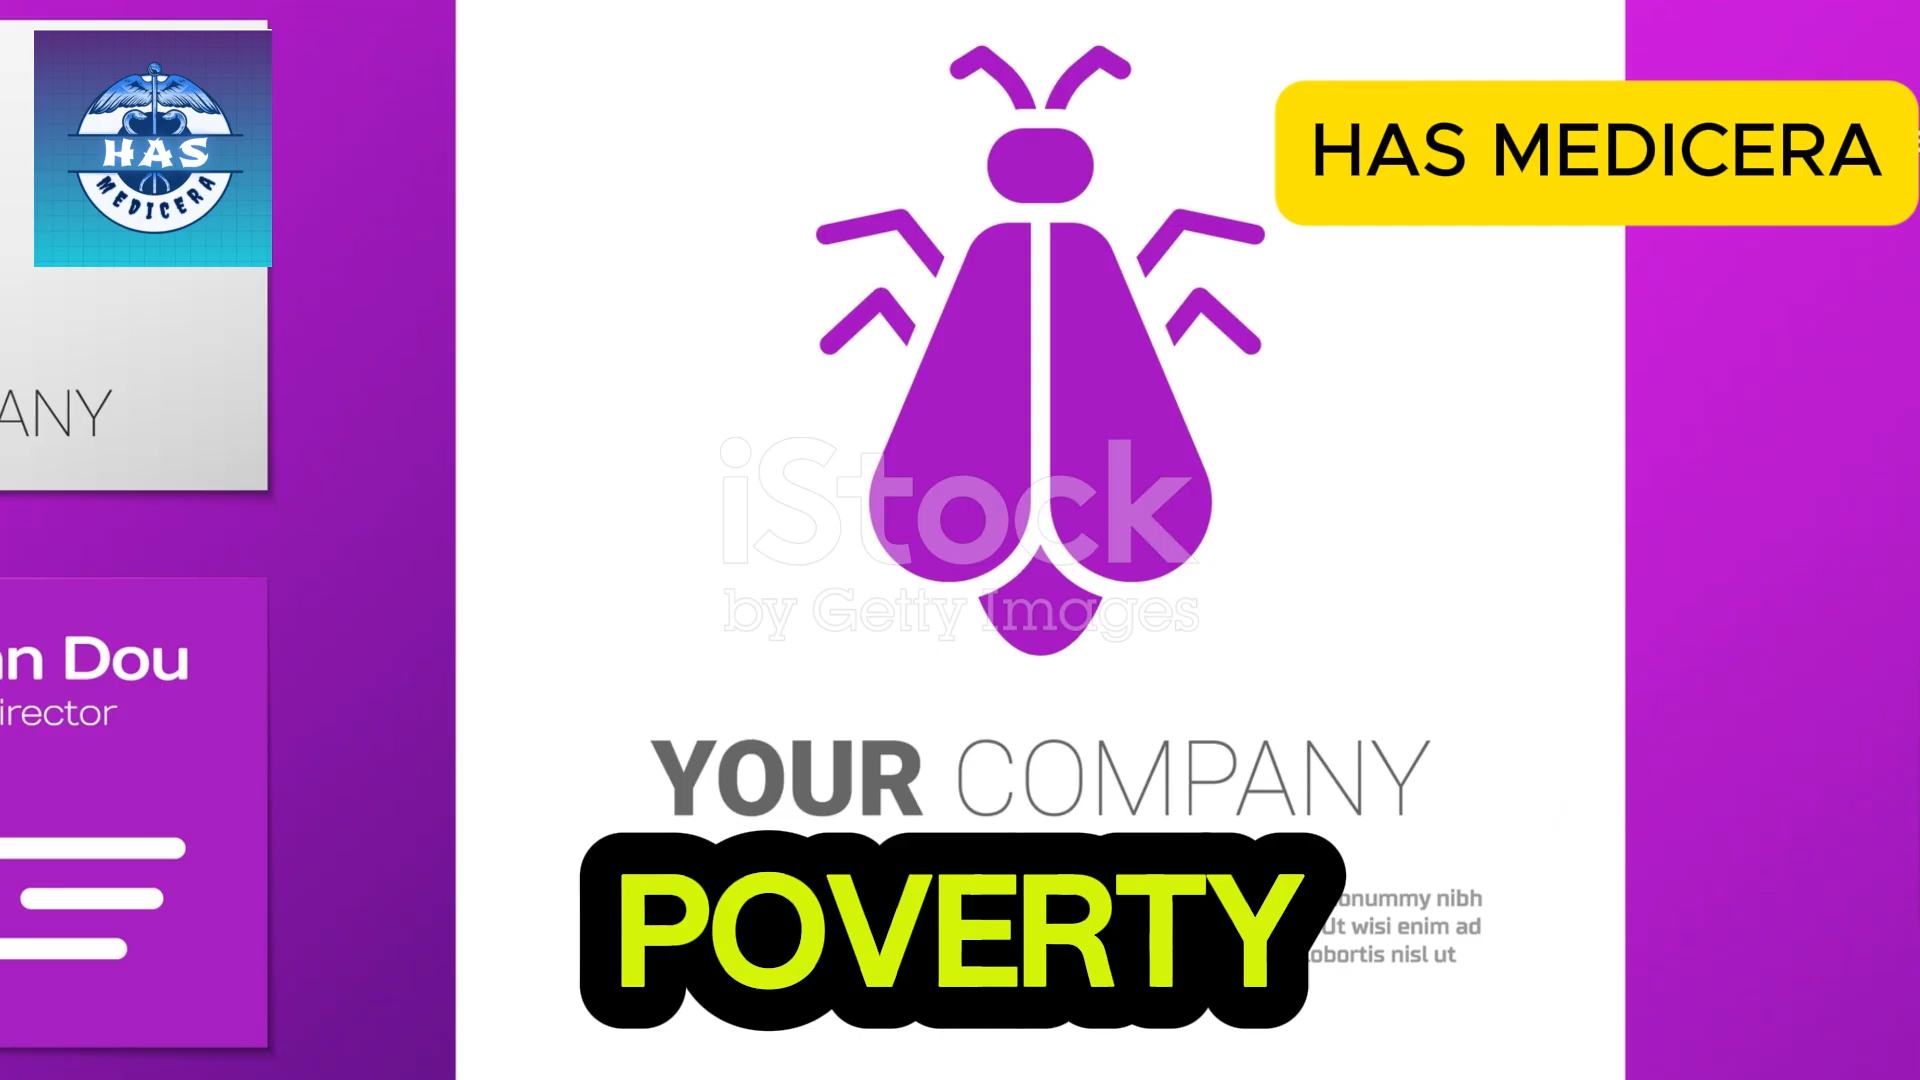 HAS
MEDICERA
HAS MEDICERA
ANY
iStock
by Getty Images
n Dou
irector
YOUR COMPANY
POVERTY
onummy nibh
Ut wisi enim ad
obortis nisl ut